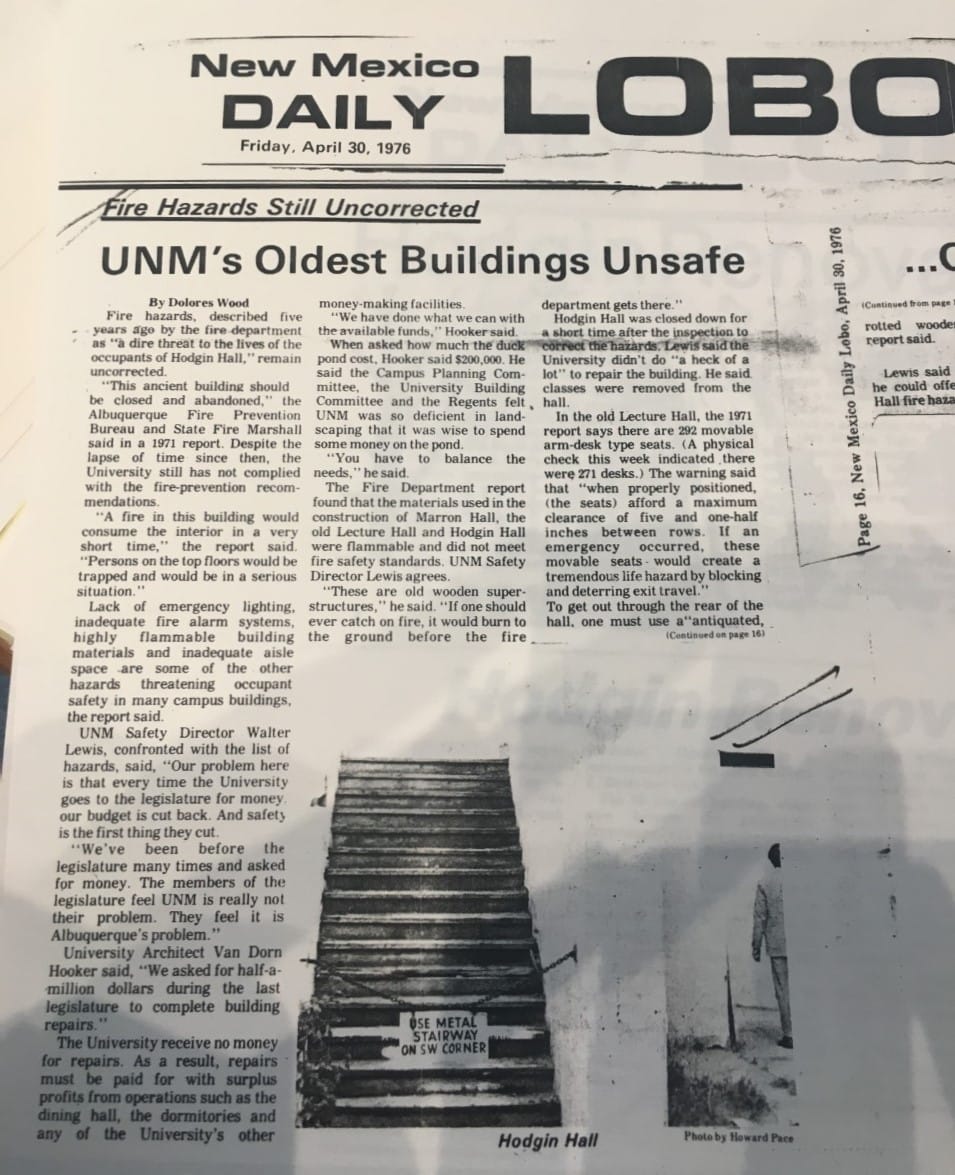 New Mexico
DAILY
LOBO
Friday, April 30, 1976
Fire Hazards Still Uncorrected
UNM's Oldest Buildings Unsafe
By Dolores Wood
Fire hazards, described five
years ago by the fire department
as "a dire threat to the lives of the
occupants of Hodgin Hall," remain
uncorrected.
"This ancient building should
be closed and abandoned," the
Albuquerque Fire Prevention
Bureau and State Fire Marshall
said in a 1971 report. Despite the
lapse of time since then, the
University still has not complied
with the fire-prevention recom-
mendations.
"A fire in this building would
consume the interior in a very
short time," the report said.
"Persons on the top floors would be
trapped and would be in a serious
situation."
Lack of emergency lighting,
inadequate fire alarm systems,
highly flammable building
materials and inadequate aisle
space are some of the other
hazards threatening occupant
safety in many campus buildings,
the report said.
UNM Safety Director Walter
Lewis, confronted with the list of
hazards, said, "Our problem here
is that every time the University
goes to the legislature for money
our budget is cut back. And safety
is the first thing they cut.
"We've been before the
legislature many times and asked
for money. The members of the
legislature feel UNM is really not
their problem. They feel it is
Albuquerque's problem."
University Architect Van Dorn
Hooker said, "We asked for half-a-
million dollars during the last
legislature to complete building
repairs."
The University receive no money
for repairs. As a result, repairs
must be paid for with surplus
profits from operations such as the
dining hall, the dormitories and
any of the University's other
money-making facilities.
"We have done what we can with
the available funds," Hooker said.
When asked how much the duck
pond cost, Hooker said $200,000. He
said the Campus Planning Com-
mittee, the University Building
Committee and the Regents felt
UNM was so deficient in land-
scaping that it was wise to spend
some money on the pond.
"You have to balance the
needs," he said.
The Fire Department report
found that the materials used in the
construction of Marron Hall, the
old Lecture Hall and Hodgin Hall
were flammable and did not meet
fire safety standards. UNM Safety
Director Lewis agrees.
"These are old wooden super-
structures," he said. "If one should
ever catch on fire, it would burn to
the ground before the fire
department gets there."
Hodgin Hall was closed down for
a short time after the inspection to
correct the hazards. Lewis said the
University didn't do "a heck of a
lot" to repair the building. He said
classes were removed from the
hall.
In the old Lecture Hall, the 1971
report says there are 292 movable
arm-desk type seats. (A physical
check this week indicated there
were 271 desks.) The warning said
that "when properly positioned,
(the seats) afford a maximum
clearance of five and one-half
inches between rows. If an
emergency occurred, these
movable seats would create a
tremendous life hazard by blocking
and deterring exit travel."
To get out through the rear of the
hall, one must use a "antiquated,
(Continued on page 16)
Page 16, New Mexico Daily Lobo, April 30, 1976
...
(Continued from page
rotted
report said.
Lewis said
he could
Hall fire
USE METAL
STAIRWAY
ON SW CORNER
Hodgin Hall
Photo by Howard Pace